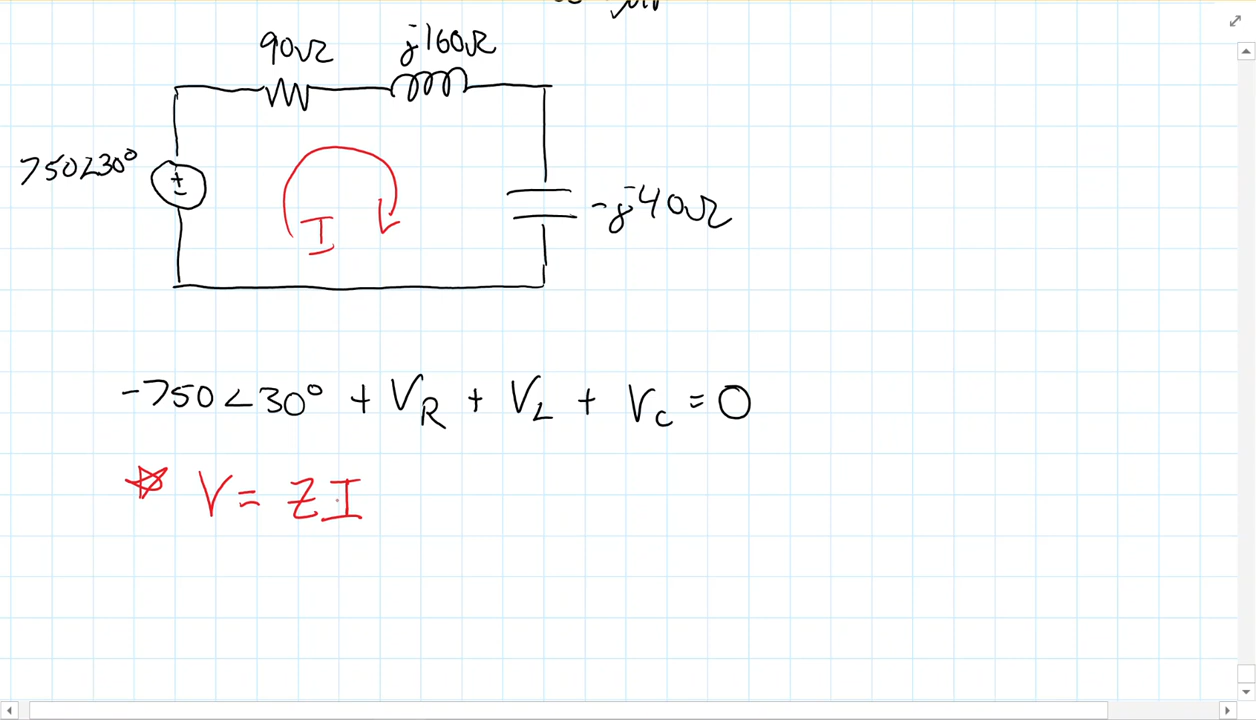 90Ω
j160Ω
750∠30°
+
-
I
-j40Ω
-750∠30° + V_R + V_L + V_C = 0
☆ V = ZI